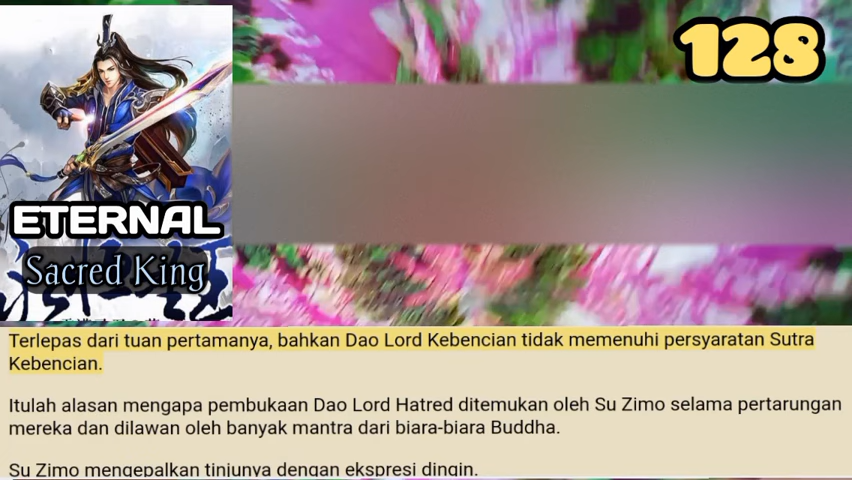 128
ETERNAL
Sacred King
Terlepas dari tuan pertamanya, bahkan Dao Lord Kebencian tidak memenuhi persyaratan Sutra
Kebencian.
Itulah alasan mengapa pembukaan Dao Lord Hatred ditemukan oleh Su Zimo selama pertarungan
mereka dan dilawan oleh banyak mantra dari biara-biara Buddha.
Su Zimo mengepalkan tinjunya dengan ekspresi dingin.